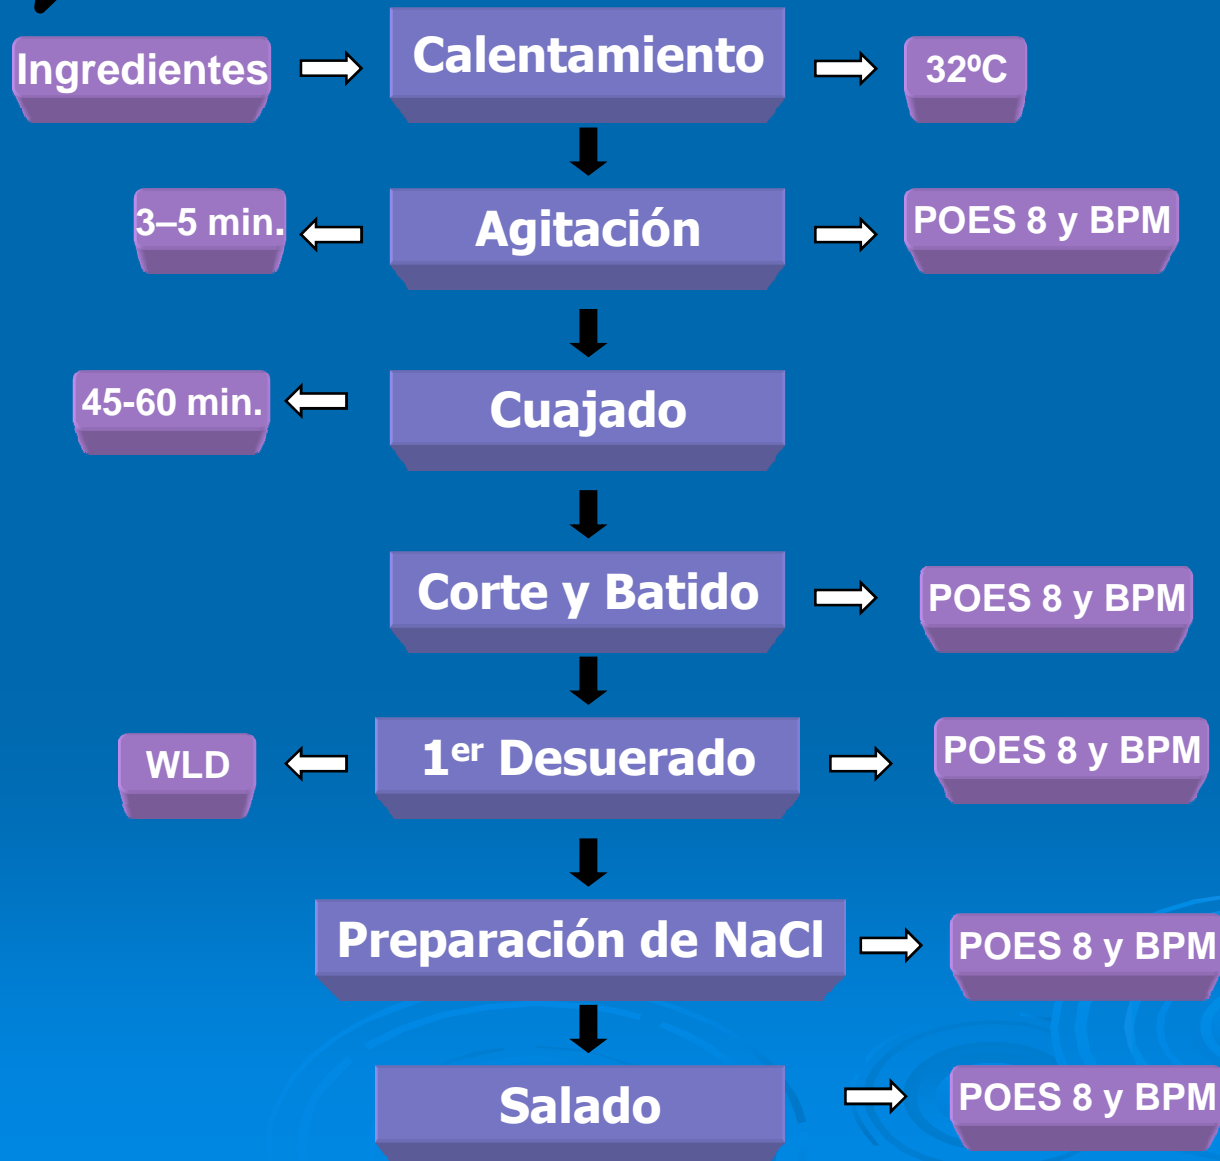 Ingredientes
Calentamiento
32ºC
3–5 min.
Agitación
POES 8 y BPM
45-60 min.
Cuajado
Corte y Batido
POES 8 y BPM
WLD
1er Desuerado
POES 8 y BPM
Preparación de NaCl
POES 8 y BPM
Salado
POES 8 y BPM